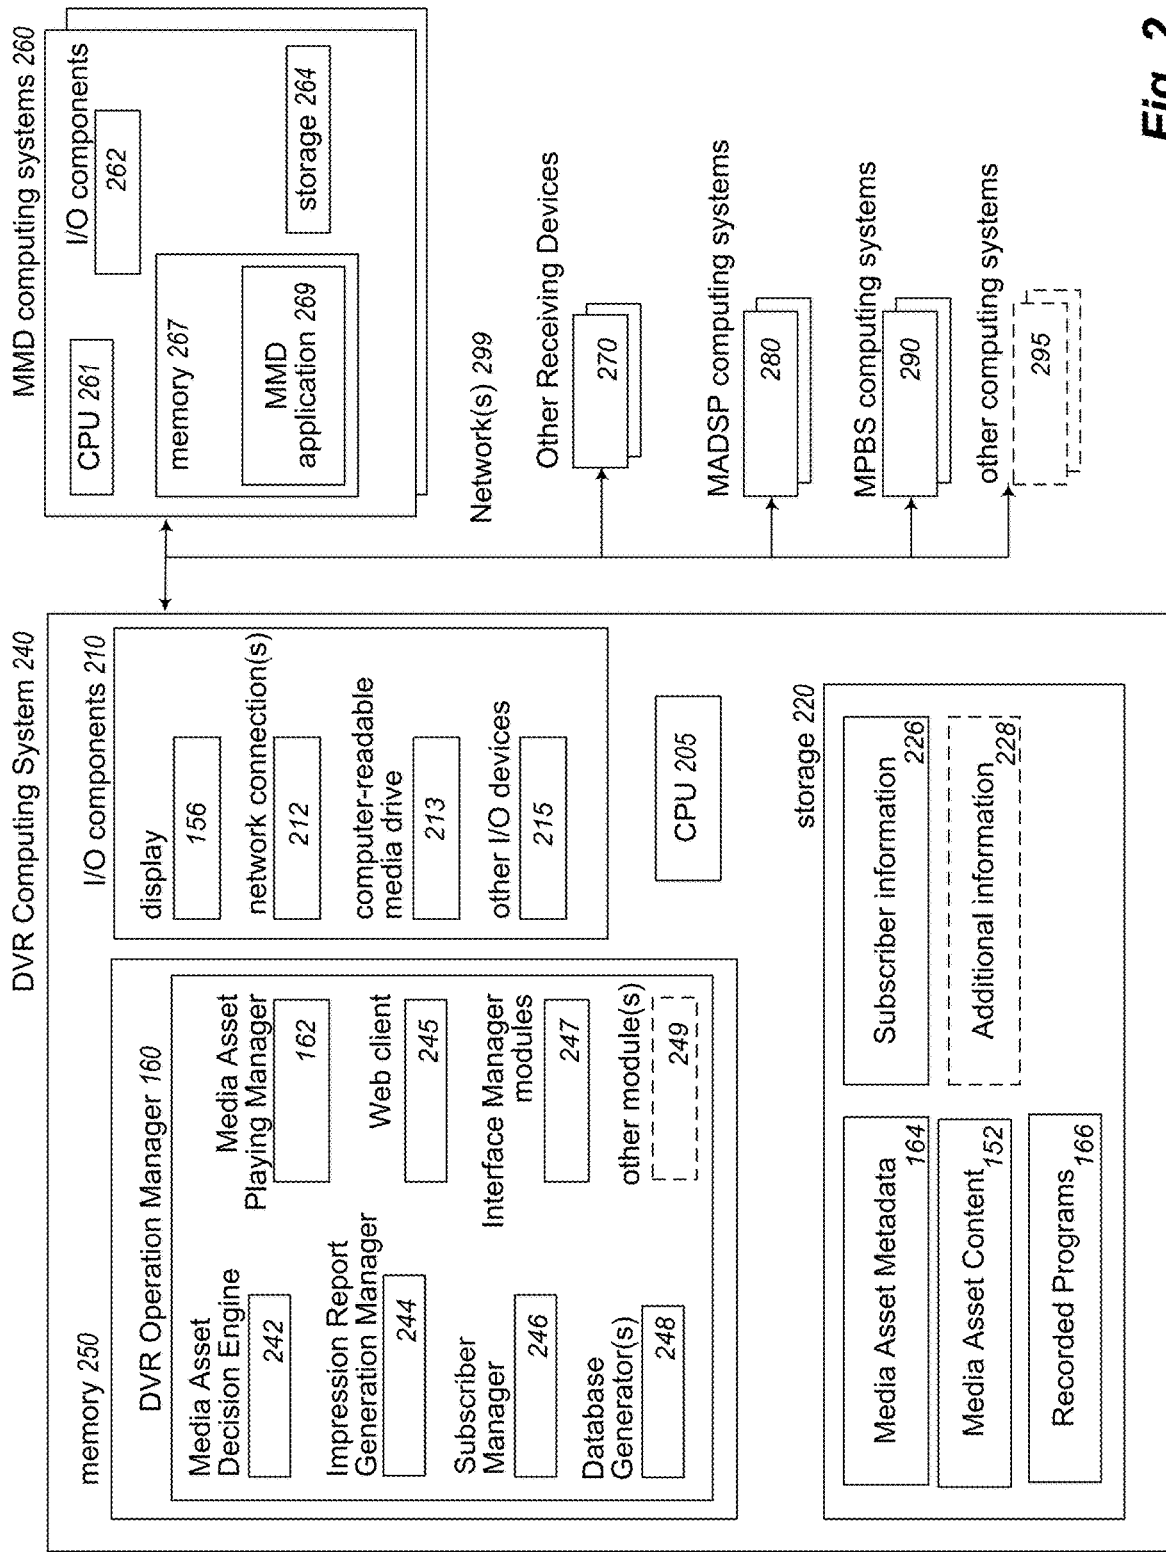 DVR Computing System 240
memory 250
DVR Operation Manager 160
Media Asset
Decision Engine
242
Impression Report
Generation Manager
244
Subscriber
Manager
246
Database
Generator(s)
248
Media Asset
Playing Manager
162
Web client
245
Interface Manager
modules
247
other module(s)
249
I/O components 210
display
156
network connection(s)
212
computer-readable
media drive
213
other I/O devices
215
CPU 205
storage 220
Media Asset Metadata
164
Media Asset Content
152
Recorded Programs
166
Subscriber information
226
Additional information
228
MMD computing systems 260
CPU 261
I/O components
262
memory 267
MMD
application 269
storage 264
Network(s) 299
Other Receiving Devices
270
MADSP computing systems
280
MPBS computing systems
290
other computing systems
295
Fig. 2